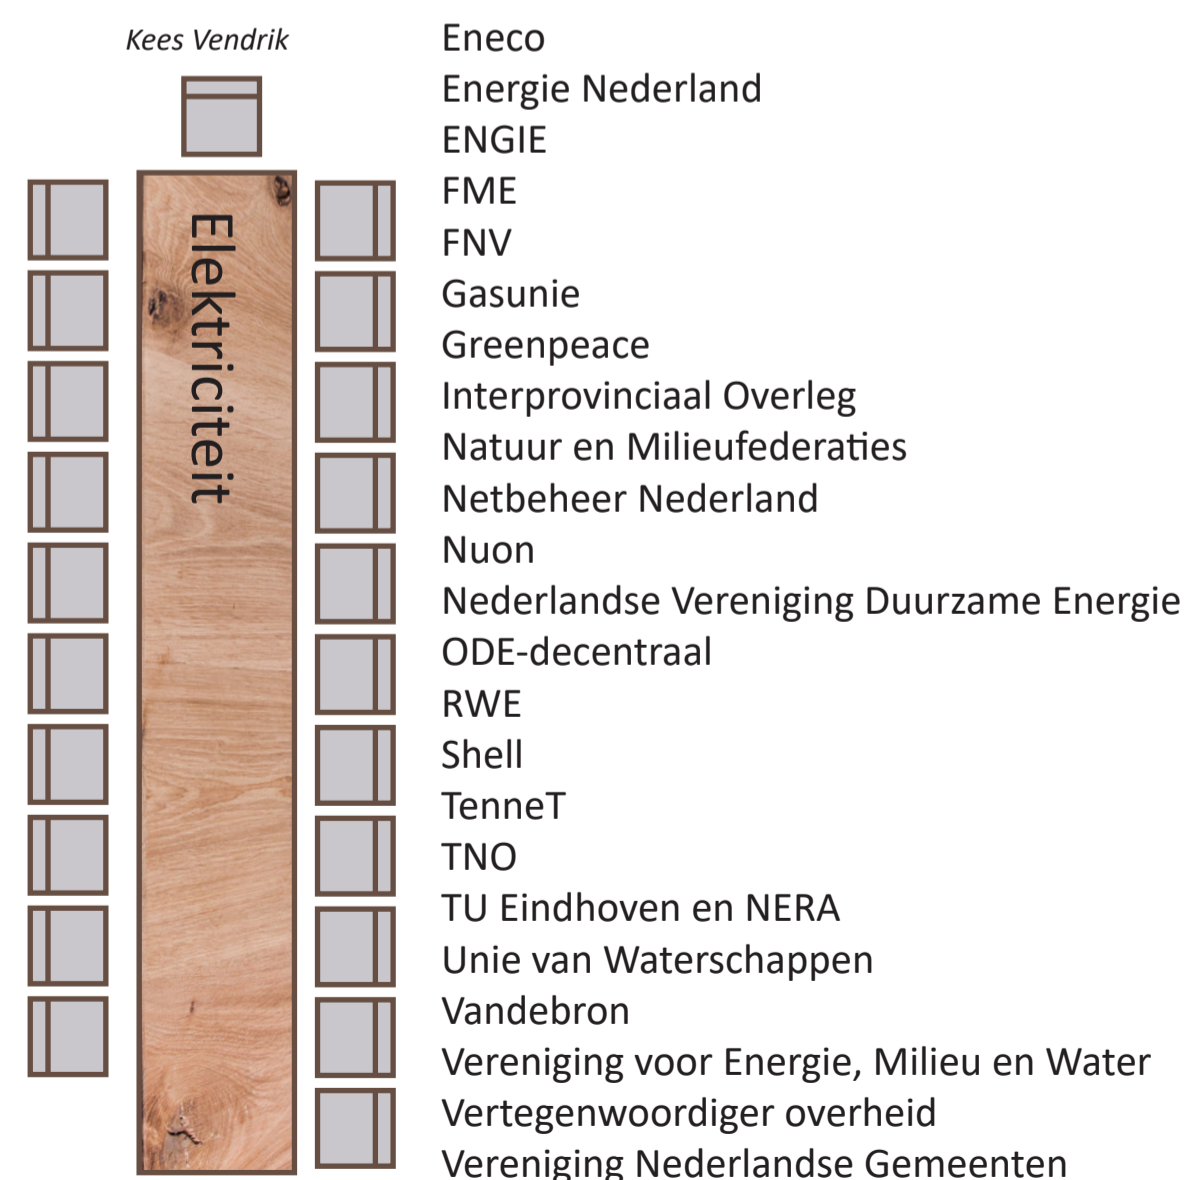 Kees Vendrik
Elektriciteit
Eneco
Energie Nederland
ENGIE
FME
FNV
Gasunie
Greenpeace
Interprovinciaal Overleg
Natuur en Milieufederaties
Netbeheer Nederland
Nuon
Nederlandse Vereniging Duurzame Energie
ODE-decentraal
RWE
Shell
TenneT
TNO
TU Eindhoven en NERA
Unie van Waterschappen
Vandebron
Vereniging voor Energie, Milieu en Water
Vertegenwoordiger overheid
Vereniging Nederlandse Gemeenten